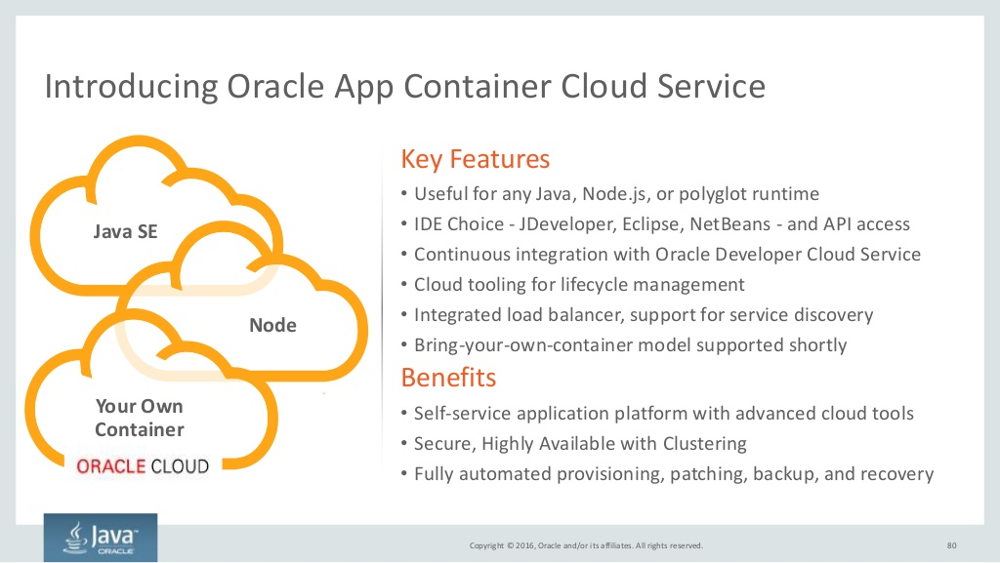 Introducing Oracle App Container Cloud Service
Java SE
Node
Your Own
Container
ORACLE CLOUD
Key Features
• Useful for any Java, Node.js, or polyglot runtime
• IDE Choice - JDeveloper, Eclipse, NetBeans - and API access
• Continuous integration with Oracle Developer Cloud Service
• Cloud tooling for lifecycle management
• Integrated load balancer, support for service discovery
• Bring-your-own-container model supported shortly
Benefits
• Self-service application platform with advanced cloud tools
• Secure, Highly Available with Clustering
• Fully automated provisioning, patching, backup, and recovery
Java™
ORACLE
Copyright © 2016, Oracle and/or its affiliates. All rights reserved.
80